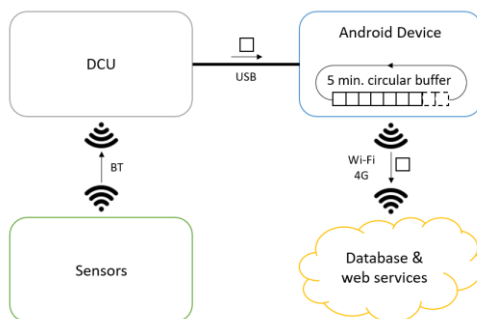 DCU
USB
Android Device
5 min. circular buffer
BT
Wi-Fi
4G
Sensors
Database &
web services